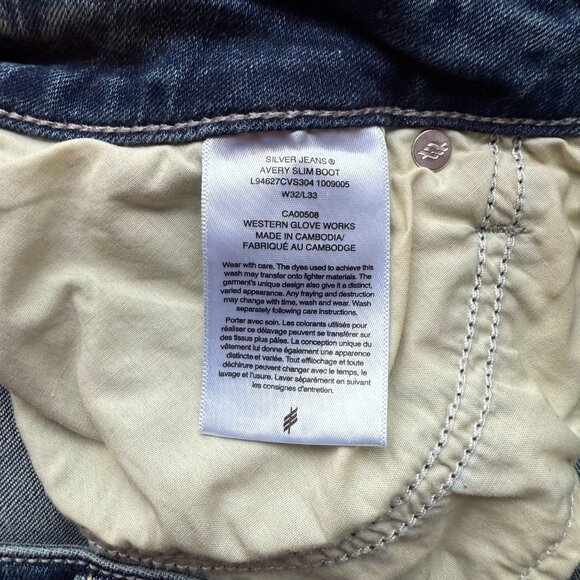 SILVER JEANS®
AVERY SLIM BOOT
L94627CVS304 1009005
W32/L33
CA00508
WESTERN GLOVE WORKS
MADE IN CAMBODIA/
FABRIQUÉ AU CAMBODGE
Wear with care. The dyes used to achieve this
wash may transfer onto lighter materials. The
garment's unique design also give it a distinct,
varied appearance. Any fraying and destruction
may change with time, wash and wear. Wash
separately following care instructions.
Porter avec soin. Les colorants utilisés pour
réaliser ce délavage peuvent se transférer sur
des tissus plus pâles. La conception unique du
vêtement lui donne également une apparence
distincte et variée. Tout effilochage et toute
déchirure peuvent changer avec le temps, le
lavage et l'usure. Laver séparément en suivant
les consignes d'entretien.